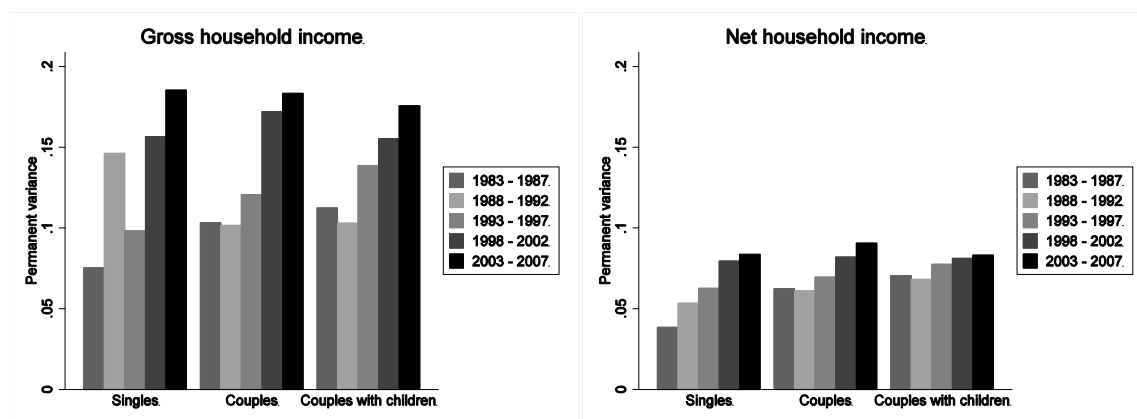 Gross household income.
Permanent variance
.2
.15
.1
.05
0
Singles.
Couples.
Couples with children.
1983 - 1987.
1988 - 1992.
1993 - 1997.
1998 - 2002.
2003 - 2007.
Net household income.
Permanent variance
.2
.15
.1
.05
0
Singles.
Couples.
Couples with children.
1983 - 1987.
1988 - 1992.
1993 - 1997.
1998 - 2002.
2003 - 2007.